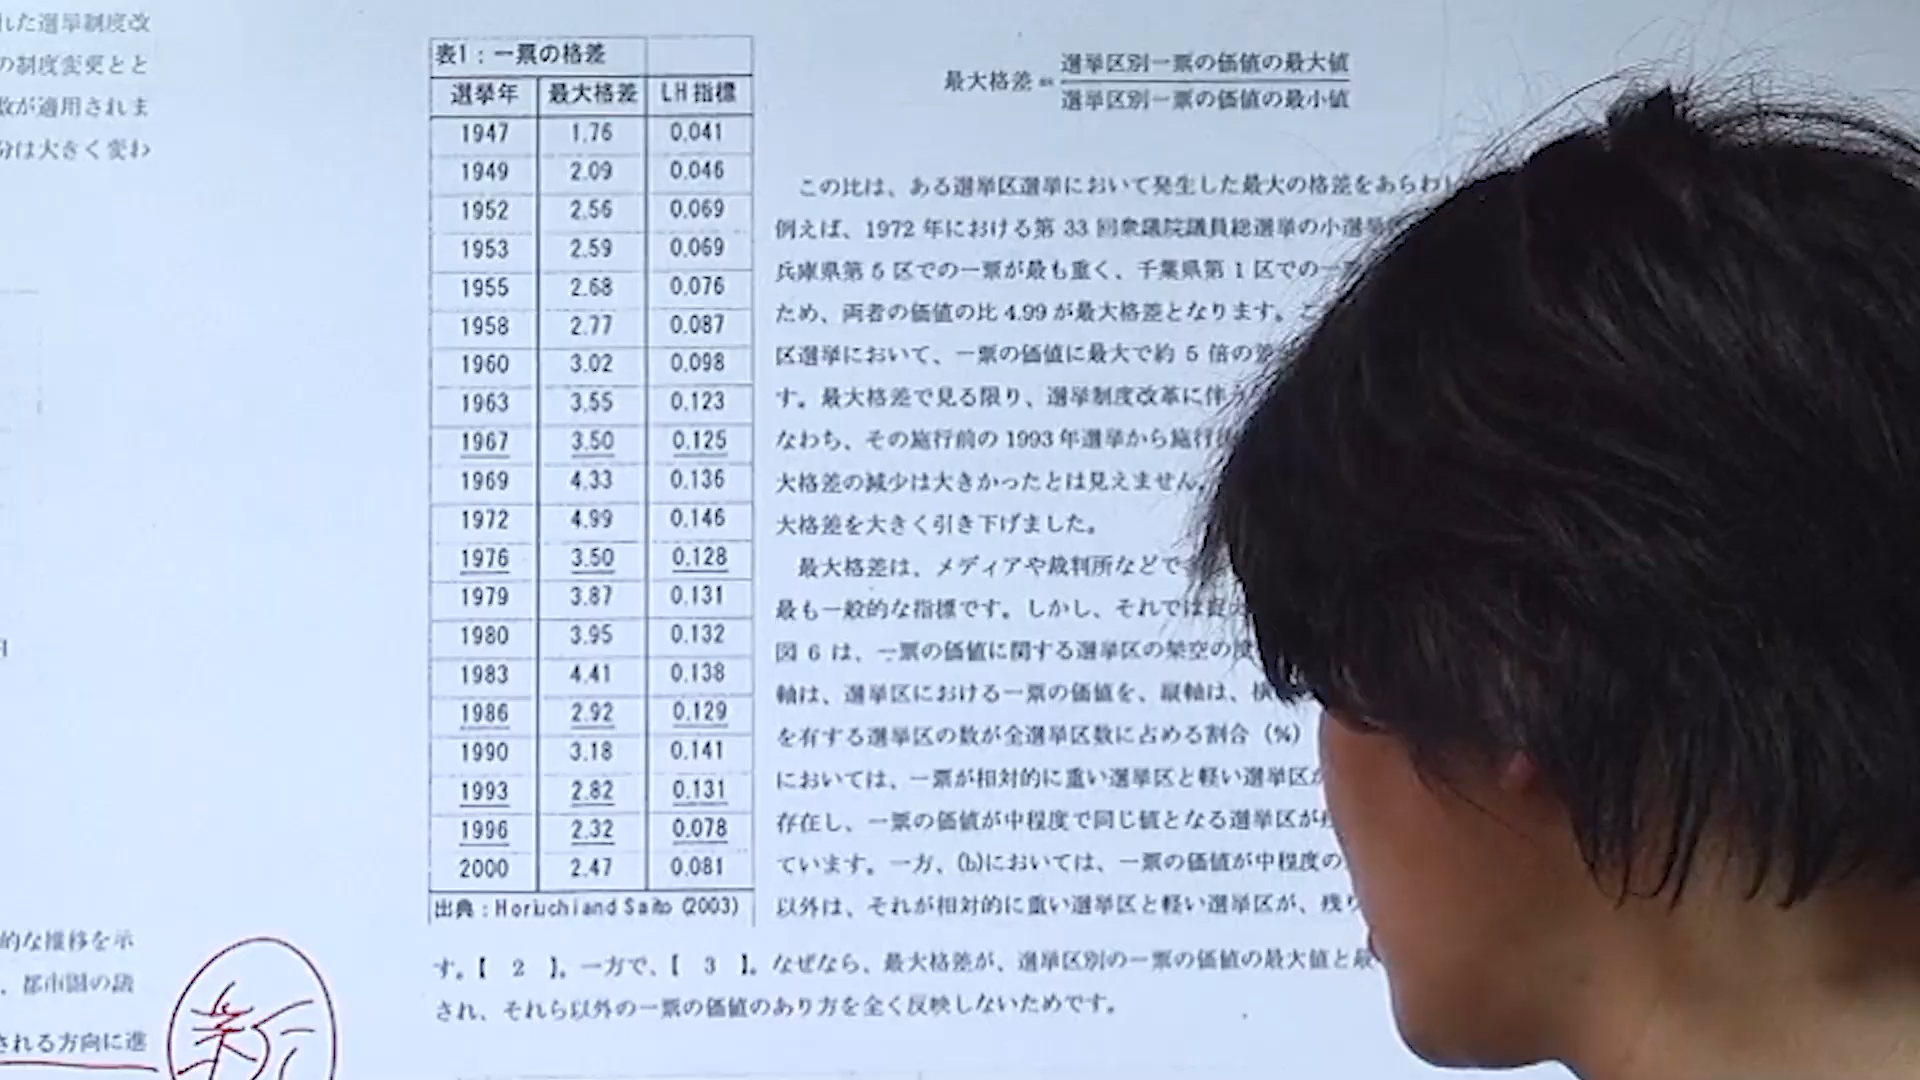 れた選挙制度改
の制度変更とと
数が適用されま
分は大きく変わ
的な推移を示
、都市圏の議
される方向に進
新
表1：一票の格差
選挙年 最大格差 LH指標
1947 1.76 0.041
1949 2.09 0.046
1952 2.56 0.069
1953 2.59 0.069
1955 2.68 0.076
1958 2.77 0.087
1960 3.02 0.098
1963 3.55 0.123
1967 3.50 0.125
1969 4.33 0.136
1972 4.99 0.146
1976 3.50 0.128
1979 3.87 0.131
1980 3.95 0.132
1983 4.41 0.138
1986 2.92 0.129
1990 3.18 0.141
1993 2.82 0.131
1996 2.32 0.078
2000 2.47 0.081
出典：Horiuchi and Saito (2003)
最大格差 = 選挙区別一票の価値の最大値
選挙区別一票の価値の最小値
この比は、ある選挙区選挙において発生した最大の格差をあらわし
例えば、1972 年における第 33 回衆議院議員総選挙の小選挙
兵庫県第 5 区での一票が最も重く、千葉県第 1 区での一票
ため、両者の価値の比 4.99 が最大格差となります。こ
区選挙において、一票の価値に最大で約 5 倍の差
す。最大格差で見る限り、選挙制度改革に伴う
なわち、その施行前の 1993 年選挙から施行後
大格差の減少は大きかったとは見えません。
大格差を大きく引き下げました。
最大格差は、メディアや裁判所などで
最も一般的な指標です。しかし、それでは
図 6 は、一票の価値に関する選挙区の架空の度
軸は、選挙区における一票の価値を、縦軸は、横
を有する選挙区の数が全選挙区数に占める割合（%）
においては、一票が相対的に重い選挙区と軽い選挙区が
存在し、一票の価値が中程度で同じ値となる選挙区が残
ています。一方、(b)においては、一票の価値が中程度の
以外は、それが相対的に重い選挙区と軽い選挙区が、残り
す。【 2 】。一方で、【 3 】。なぜなら、最大格差が、選挙区別の一票の価値の最大値と最
され、それら以外の一票の価値のあり方を全く反映しないためです。